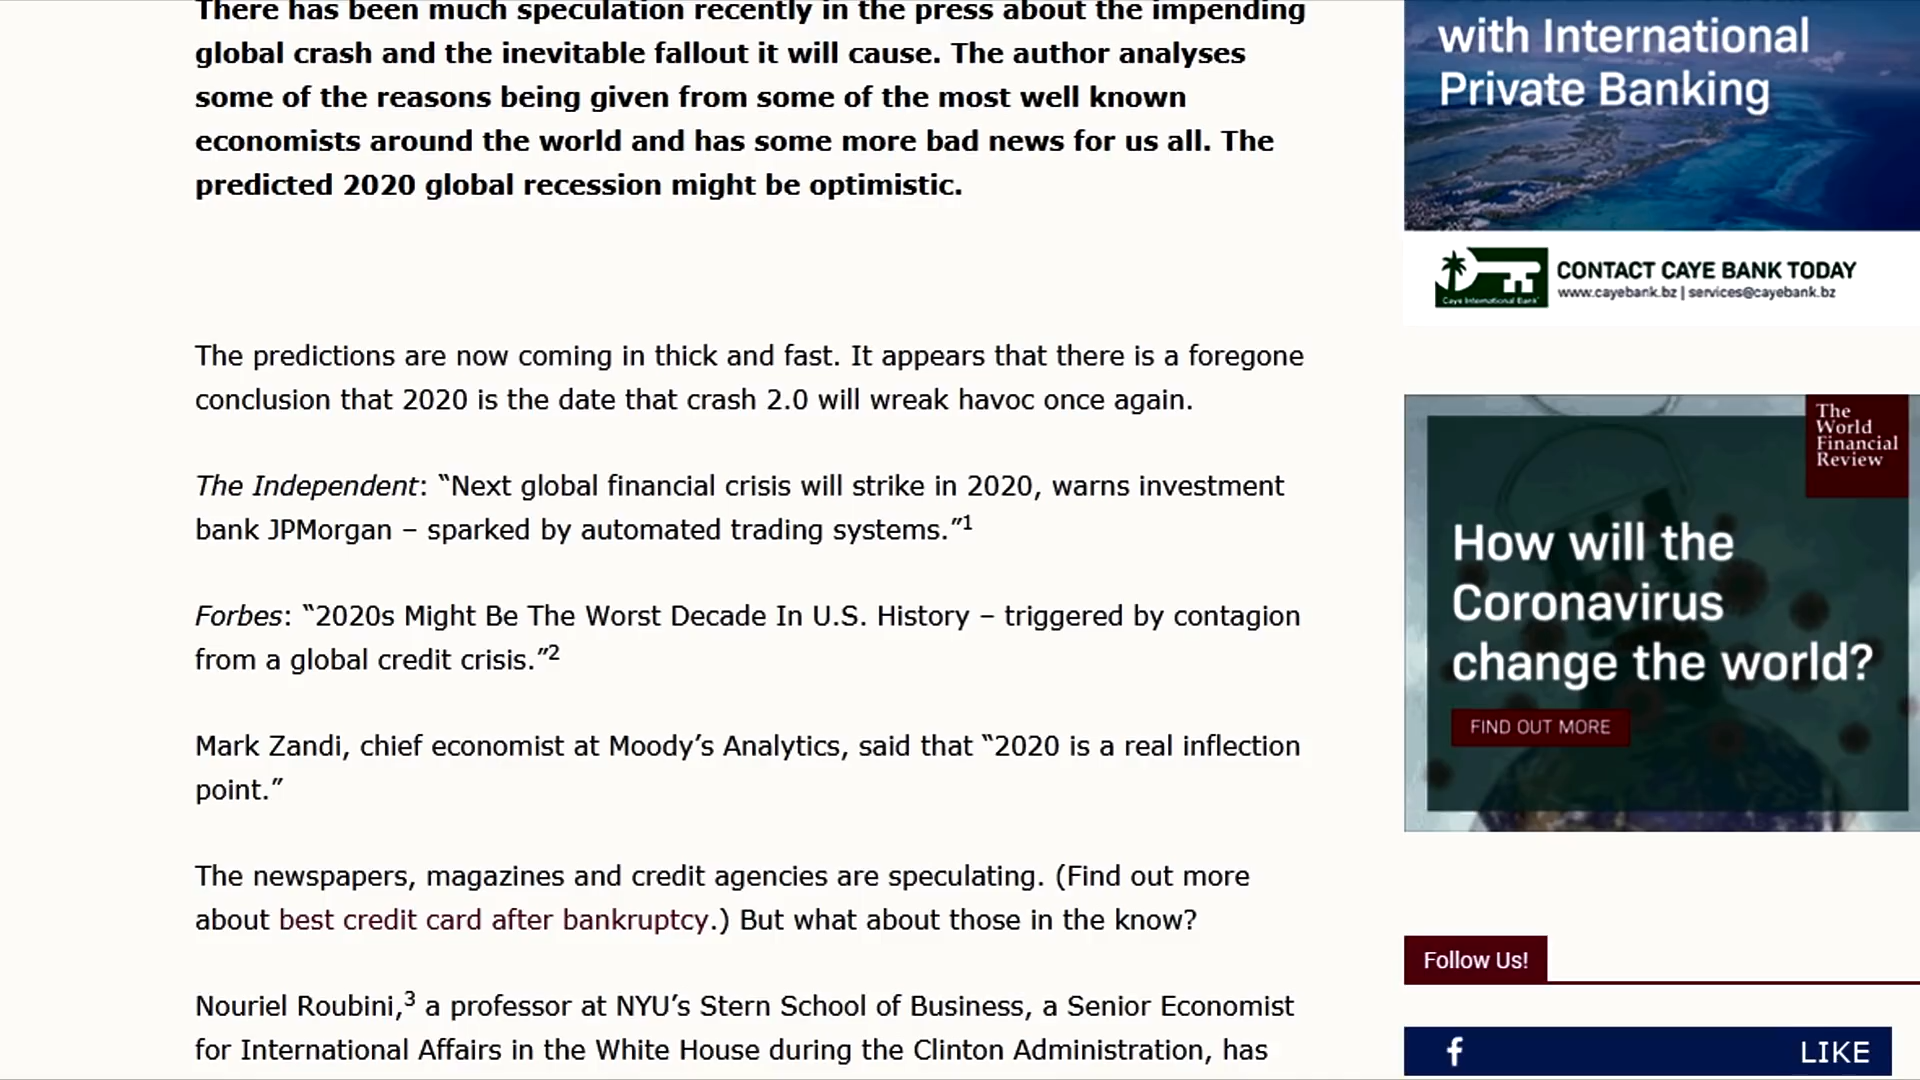 There has been much speculation recently in the press about the impending
global crash and the inevitable fallout it will cause. The author analyses
some of the reasons being given from some of the most well known
economists around the world and has some more bad news for us all. The
predicted 2020 global recession might be optimistic.
The predictions are now coming in thick and fast. It appears that there is a foregone
conclusion that 2020 is the date that crash 2.0 will wreak havoc once again.
The Independent: “Next global financial crisis will strike in 2020, warns investment
bank JPMorgan – sparked by automated trading systems.”1
Forbes: “2020s Might Be The Worst Decade In U.S. History – triggered by contagion
from a global credit crisis.”2
Mark Zandi, chief economist at Moody’s Analytics, said that “2020 is a real inflection
point.”
The newspapers, magazines and credit agencies are speculating. (Find out more
about best credit card after bankruptcy.) But what about those in the know?
Nouriel Roubini,3 a professor at NYU’s Stern School of Business, a Senior Economist
for International Affairs in the White House during the Clinton Administration, has
with International
Private Banking
Caye International Bank
CONTACT CAYE BANK TODAY
www.cayebank.bz | services@cayebank.bz
The
World
Financial
Review
How will the
Coronavirus
change the world?
FIND OUT MORE
Follow Us!
f LIKE